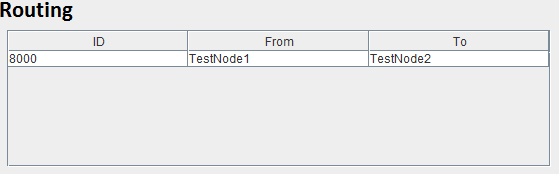 Routing
ID From To
8000 TestNode1 TestNode2